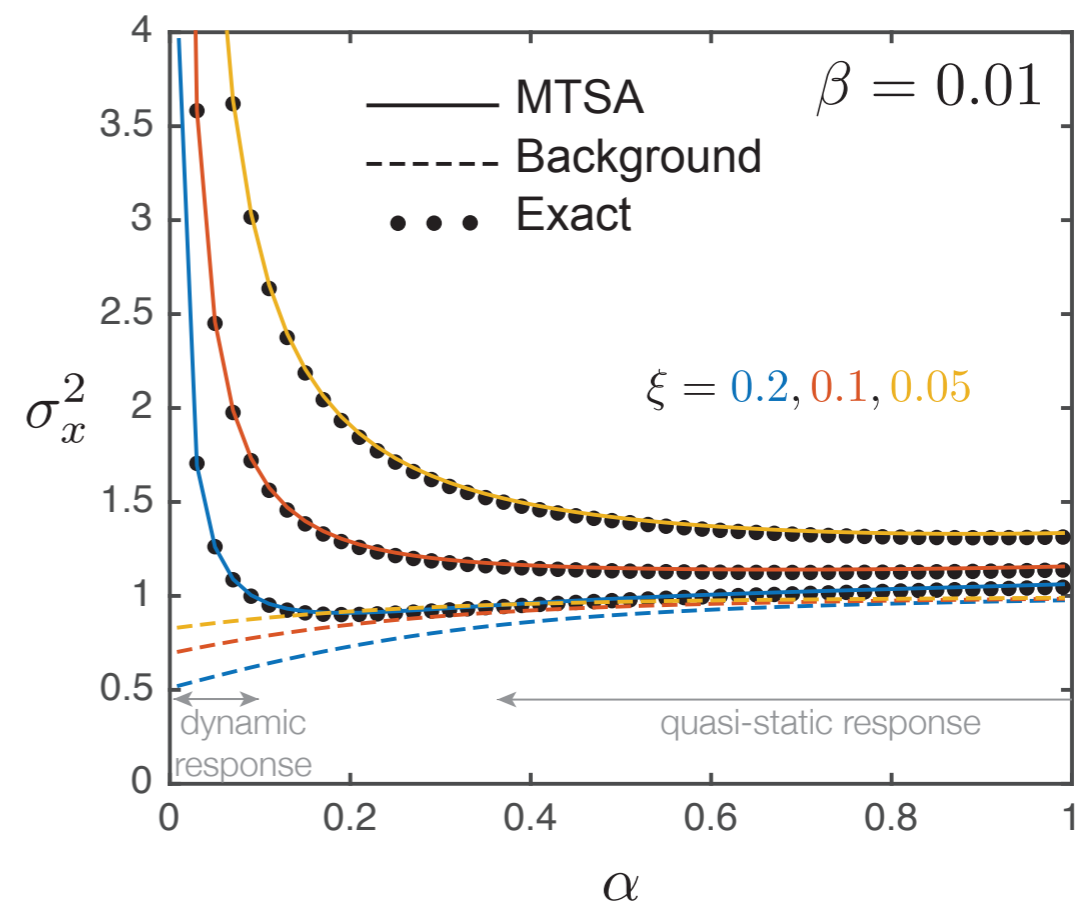 4
3.5
3
2.5
2
1.5
1
0.5
0
MTSA
Background
Exact
β = 0.01
ξ = 0.2, 0.1, 0.05
σ_x^2
dynamic
response
quasi-static response
0 0.2 0.4 0.6 0.8 1
α